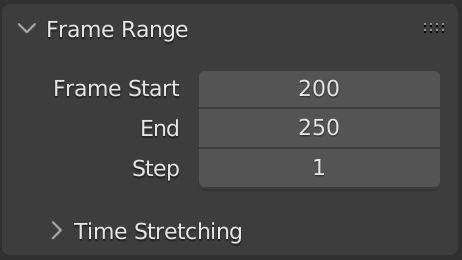 Frame Range
Frame Start 200
End 250
Step 1
Time Stretching